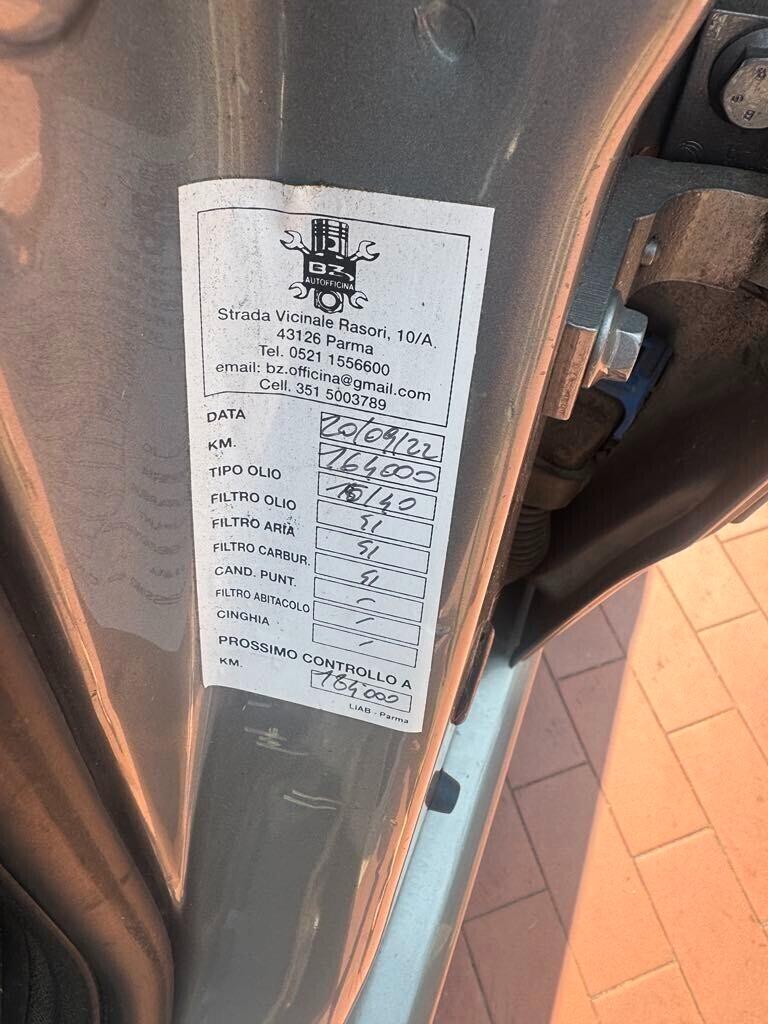 BZ
AUTOFFICINA
Strada Vicinale Rasori, 10/A.
43126 Parma
Tel. 0521 1556600
email: bz.officina@gmail.com
Cell. 351 5003789
DATA 20/09/22
KM. 164000
TIPO OLIO /40
FILTRO OLIO SI
FILTRO ARIA SI
FILTRO CARBUR. SI
CAND. PUNT. -
FILTRO ABITACOLO /
CINGHIA /
PROSSIMO CONTROLLO A
KM. 184000
LIAB - Parma
8.8